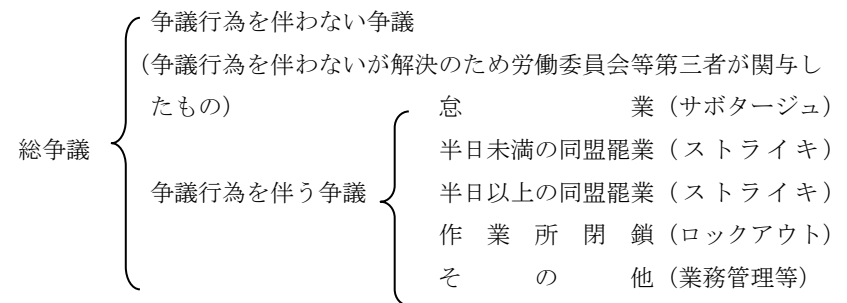 争議行為を伴わない争議
(争議行為を伴わないが解決のため労働委員会等第三者が関与し
たもの)
総争議
争議行為を伴う争議
怠業(サボタージュ)
半日未満の同盟罷業(ストライキ)
半日以上の同盟罷業(ストライキ)
作業所閉鎖(ロックアウト)
その他(業務管理等)